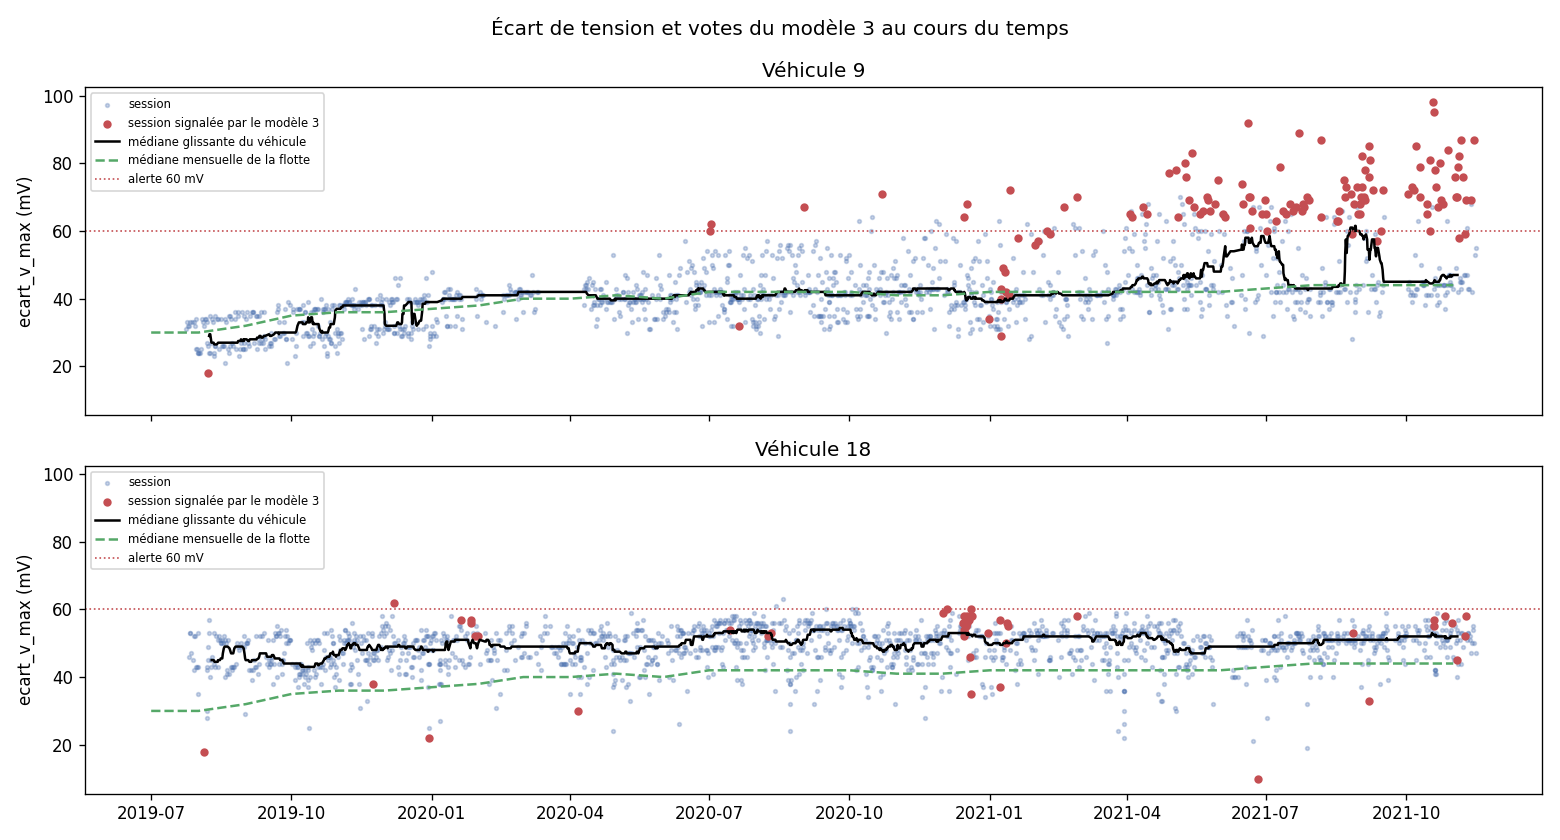 Écart de tension et votes du modèle 3 au cours du temps
Véhicule 9
ecart_v_max (mV)
100
80
60
40
20
session
session signalée par le modèle 3
médiane glissante du véhicule
médiane mensuelle de la flotte
alerte 60 mV
Véhicule 18
ecart_v_max (mV)
100
80
60
40
20
session
session signalée par le modèle 3
médiane glissante du véhicule
médiane mensuelle de la flotte
alerte 60 mV
2019-07 2019-10 2020-01 2020-04 2020-07 2020-10 2021-01 2021-04 2021-07 2021-10